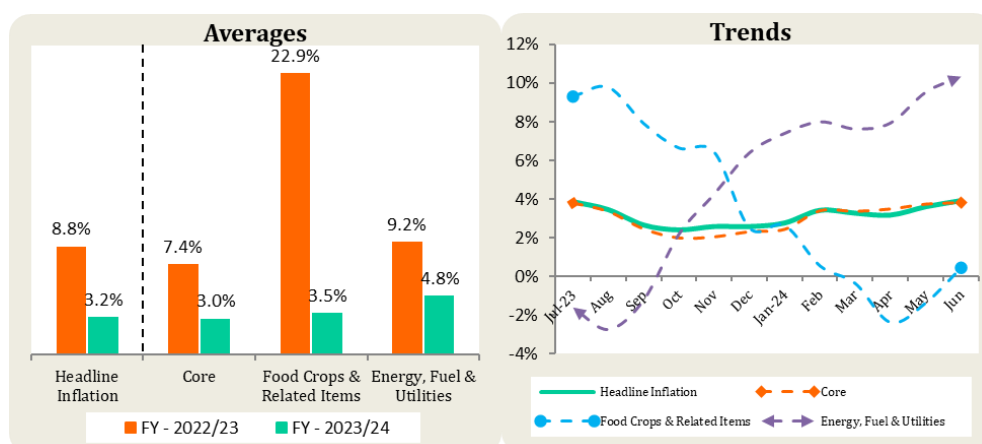 Averages
22.9%
8.8%
7.4%
9.2%
3.2%
3.0%
3.5%
4.8%
Headline
Inflation
Core
Food Crops &
Related Items
Energy, Fuel &
Utilities
FY - 2022/23
FY - 2023/24
Trends
12%
10%
8%
6%
4%
2%
0%
-2%
-4%
Jul-23
Aug
Sep
Oct
Nov
Dec
Jan-24
Feb
Mar
Apr
May
Jun
Headline Inflation
Core
Food Crops & Related Items
Energy, Fuel & Utilities